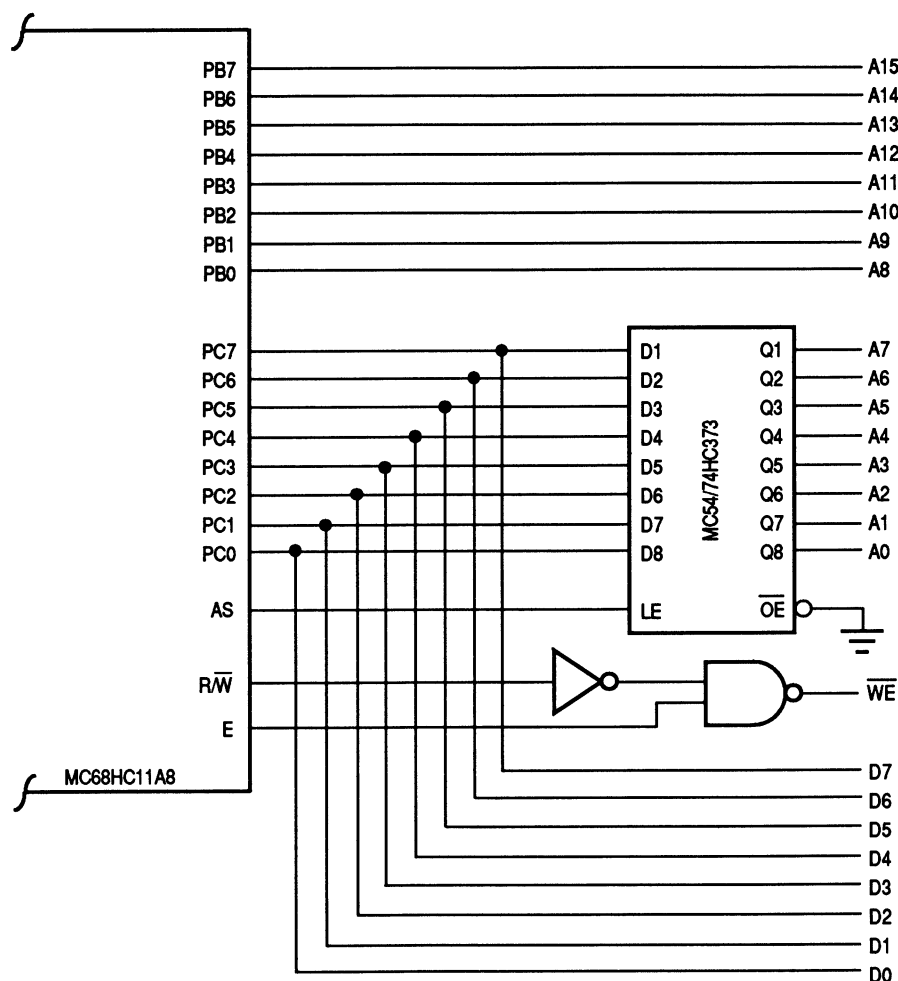 PB7 A15
PB6 A14
PB5 A13
PB4 A12
PB3 A11
PB2 A10
PB1 A9
PB0 A8
PC7 D1 Q1 A7
PC6 D2 Q2 A6
PC5 D3 Q3 A5
PC4 D4 Q4 A4
PC3 D5 Q5 A3
PC2 D6 Q6 A2
PC1 D7 Q7 A1
PC0 D8 Q8 A0
MC54/74HC373
AS LE O̅E̅
R/W̅ W̅E̅
E
MC68HC11A8 D7
D6
D5
D4
D3
D2
D1
D0